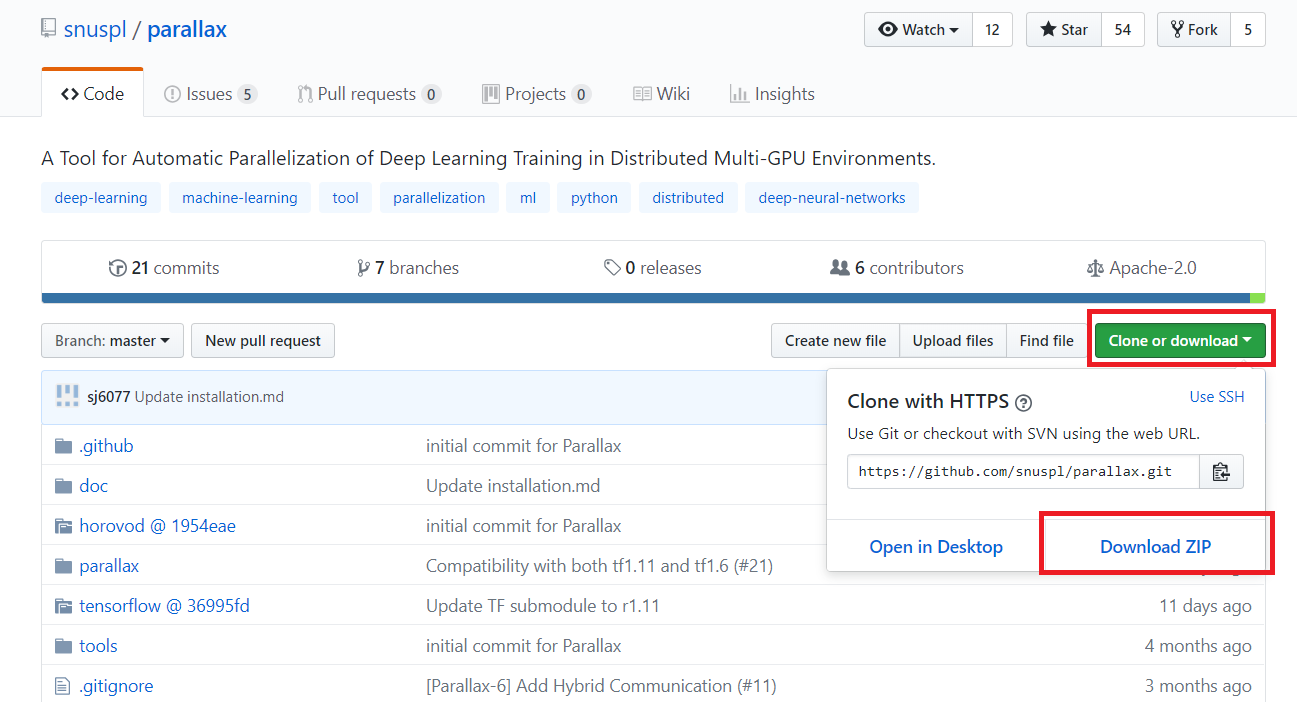 snuspl / parallax
Watch 12 Star 54 Fork 5
Code Issues 5 Pull requests 0 Projects 0 Wiki Insights
A Tool for Automatic Parallelization of Deep Learning Training in Distributed Multi-GPU Environments.
deep-learning machine-learning tool parallelization ml python distributed deep-neural-networks
21 commits 7 branches 0 releases 6 contributors Apache-2.0
Branch: master New pull request Create new file Upload files Find file Clone or download
sj6077 Update installation.md
Clone with HTTPS ? Use SSH
Use Git or checkout with SVN using the web URL.
https://github.com/snuspl/parallax.git
Open in Desktop Download ZIP
.github initial commit for Parallax
doc Update installation.md
horovod @ 1954eae initial commit for Parallax
parallax Compatibility with both tf1.11 and tf1.6 (#21)
tensorflow @ 36995fd Update TF submodule to r1.11 11 days ago
tools initial commit for Parallax 4 months ago
.gitignore [Parallax-6] Add Hybrid Communication (#11) 3 months ago